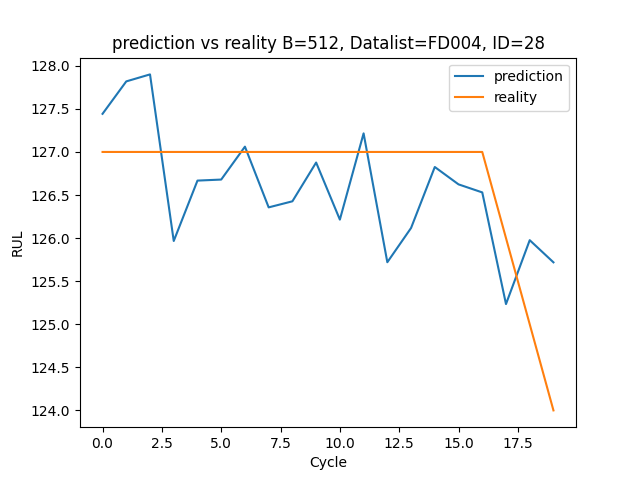 prediction vs reality B=512, Datalist=FD004, ID=28
prediction
reality
RUL
128.0
127.5
127.0
126.5
126.0
125.5
125.0
124.5
124.0
0.0 2.5 5.0 7.5 10.0 12.5 15.0 17.5
Cycle